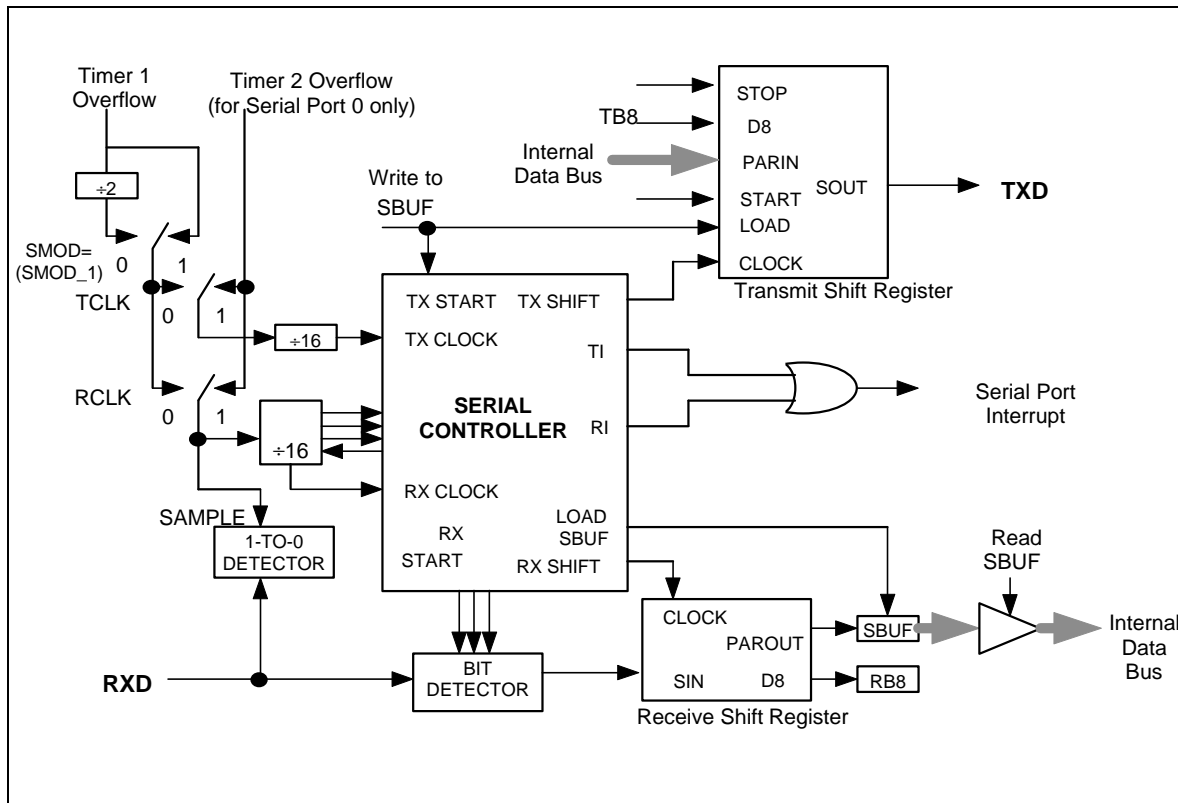 Timer 1
Overflow
Timer 2 Overflow
(for Serial Port 0 only)
÷2
SMOD=
(SMOD_1)
0
1
TCLK
0
1
÷16
RCLK
0
1
÷16
SAMPLE
1-TO-0
DETECTOR
RXD
BIT
DETECTOR
Write to
SBUF
TX START
TX SHIFT
TX CLOCK
TI
SERIAL
CONTROLLER
RI
RX CLOCK
LOAD
SBUF
RX
START
RX SHIFT
TB8
Internal
Data Bus
STOP
D8
PARIN
SOUT
START
LOAD
CLOCK
Transmit Shift Register
TXD
Serial Port
Interrupt
CLOCK
PAROUT
SIN
D8
Receive Shift Register
SBUF
RB8
Read
SBUF
Internal
Data
Bus